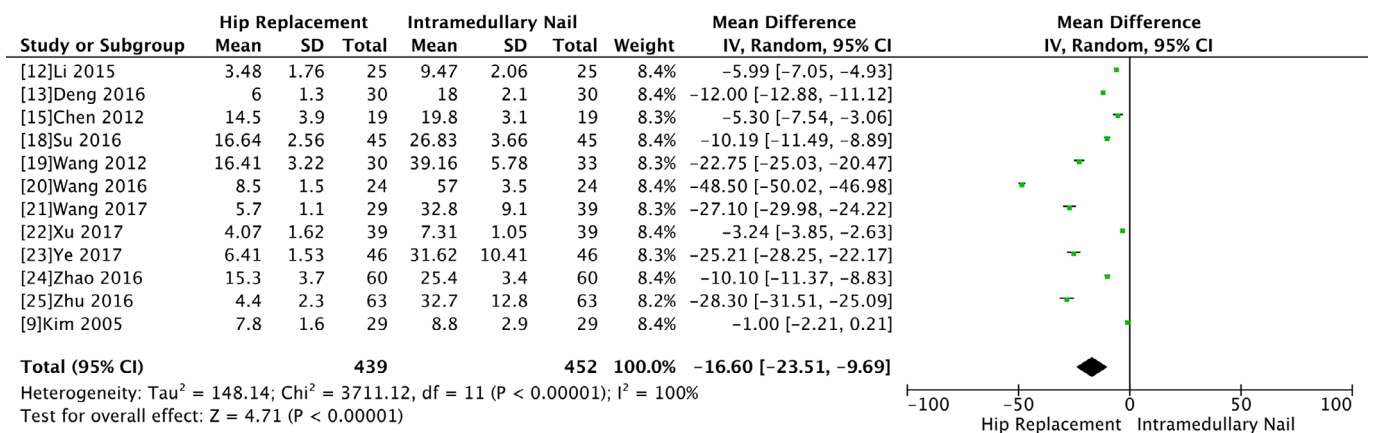 Hip Replacement Intramedullary Nail Mean Difference Mean Difference
Study or Subgroup Mean SD Total Mean SD Total Weight IV, Random, 95% CI IV, Random, 95% CI
[12]Li 2015 3.48 1.76 25 9.47 2.06 25 8.4% −5.99 [−7.05, −4.93]
[13]Deng 2016 6 1.3 30 18 2.1 30 8.4% −12.00 [−12.88, −11.12]
[15]Chen 2012 14.5 3.9 19 19.8 3.1 19 8.4% −5.30 [−7.54, −3.06]
[18]Su 2016 16.64 2.56 45 26.83 3.66 45 8.4% −10.19 [−11.49, −8.89]
[19]Wang 2012 16.41 3.22 30 39.16 5.78 33 8.3% −22.75 [−25.03, −20.47]
[20]Wang 2016 8.5 1.5 24 57 3.5 24 8.4% −48.50 [−50.02, −46.98]
[21]Wang 2017 5.7 1.1 29 32.8 9.1 39 8.3% −27.10 [−29.98, −24.22]
[22]Xu 2017 4.07 1.62 39 7.31 1.05 39 8.4% −3.24 [−3.85, −2.63]
[23]Ye 2017 6.41 1.53 46 31.62 10.41 46 8.3% −25.21 [−28.25, −22.17]
[24]Zhao 2016 15.3 3.7 60 25.4 3.4 60 8.4% −10.10 [−11.37, −8.83]
[25]Zhu 2016 4.4 2.3 63 32.7 12.8 63 8.2% −28.30 [−31.51, −25.09]
[9]Kim 2005 7.8 1.6 29 8.8 2.9 29 8.4% −1.00 [−2.21, 0.21]
Total (95% CI) 439 452 100.0% −16.60 [−23.51, −9.69]
Heterogeneity: Tau² = 148.14; Chi² = 3711.12, df = 11 (P < 0.00001); I² = 100%
Test for overall effect: Z = 4.71 (P < 0.00001)
−100 −50 0 50 100
Hip Replacement Intramedullary Nail